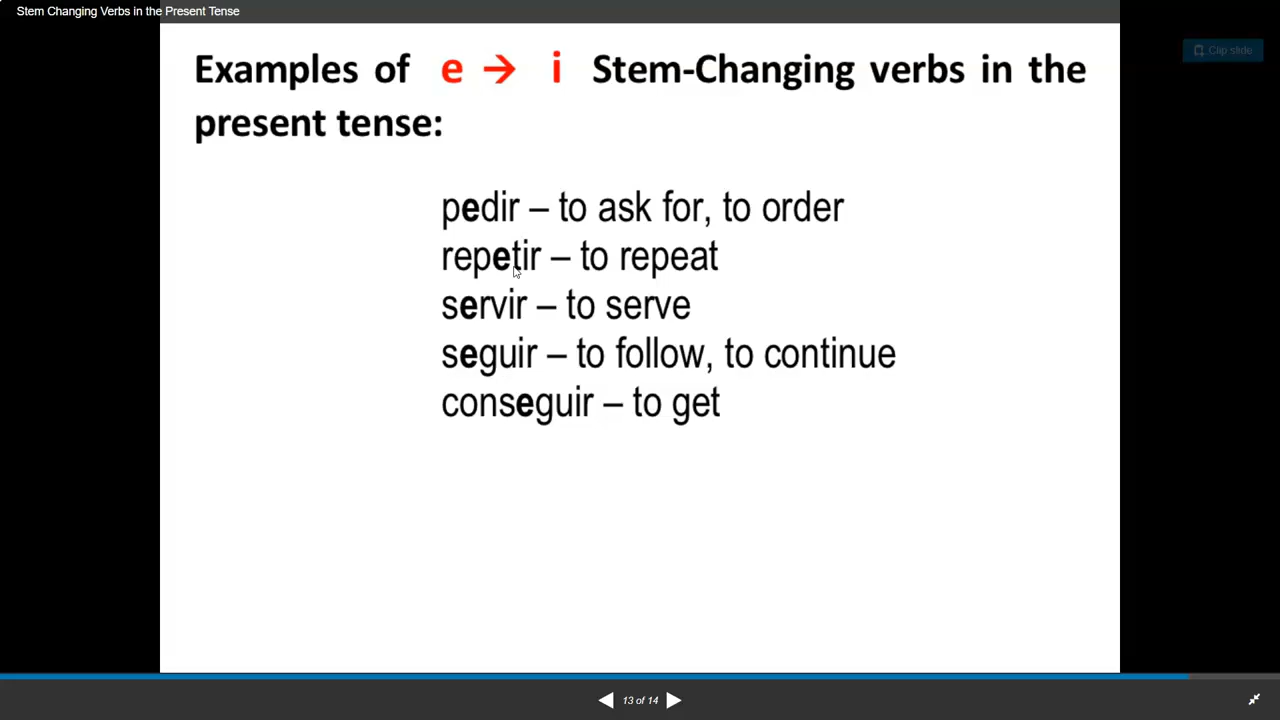 Stem Changing Verbs in the Present Tense
Clip slide
Examples of e → i Stem-Changing verbs in the
present tense:
pedir – to ask for, to order
repetir – to repeat
servir – to serve
seguir – to follow, to continue
conseguir – to get
13 of 14